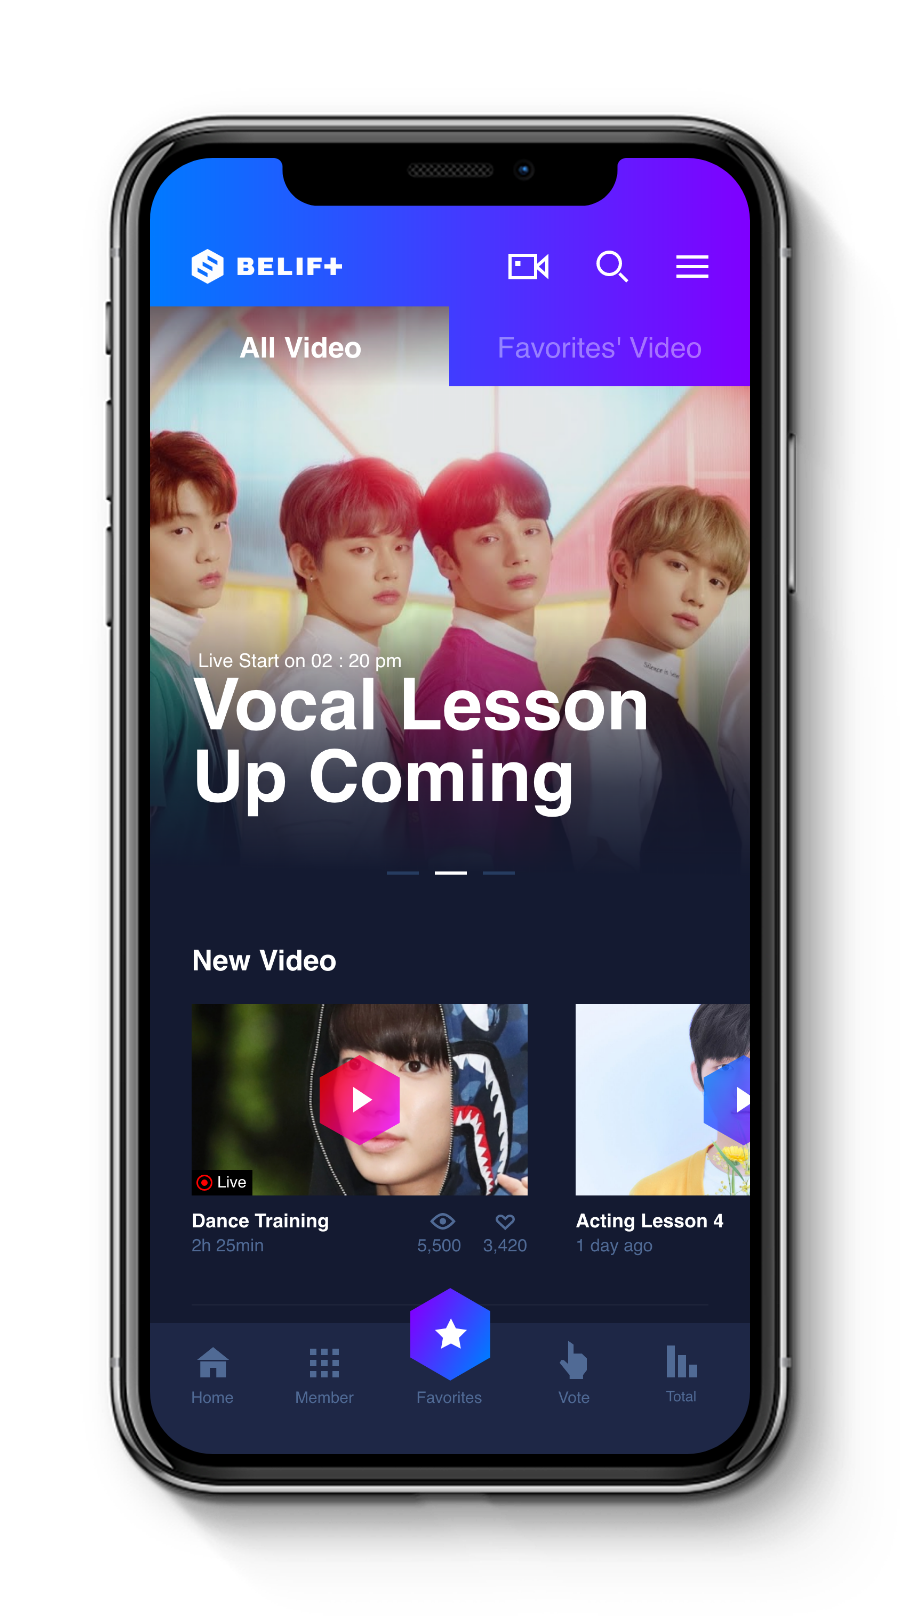 BELIF+
All Video
Favorites' Video
Live Start on 02 : 20 pm
Vocal Lesson
Up Coming
New Video
Live
Dance Training
2h 25min
5,500
3,420
Acting Lesson 4
1 day ago
Home
Member
Favorites
Vote
Total